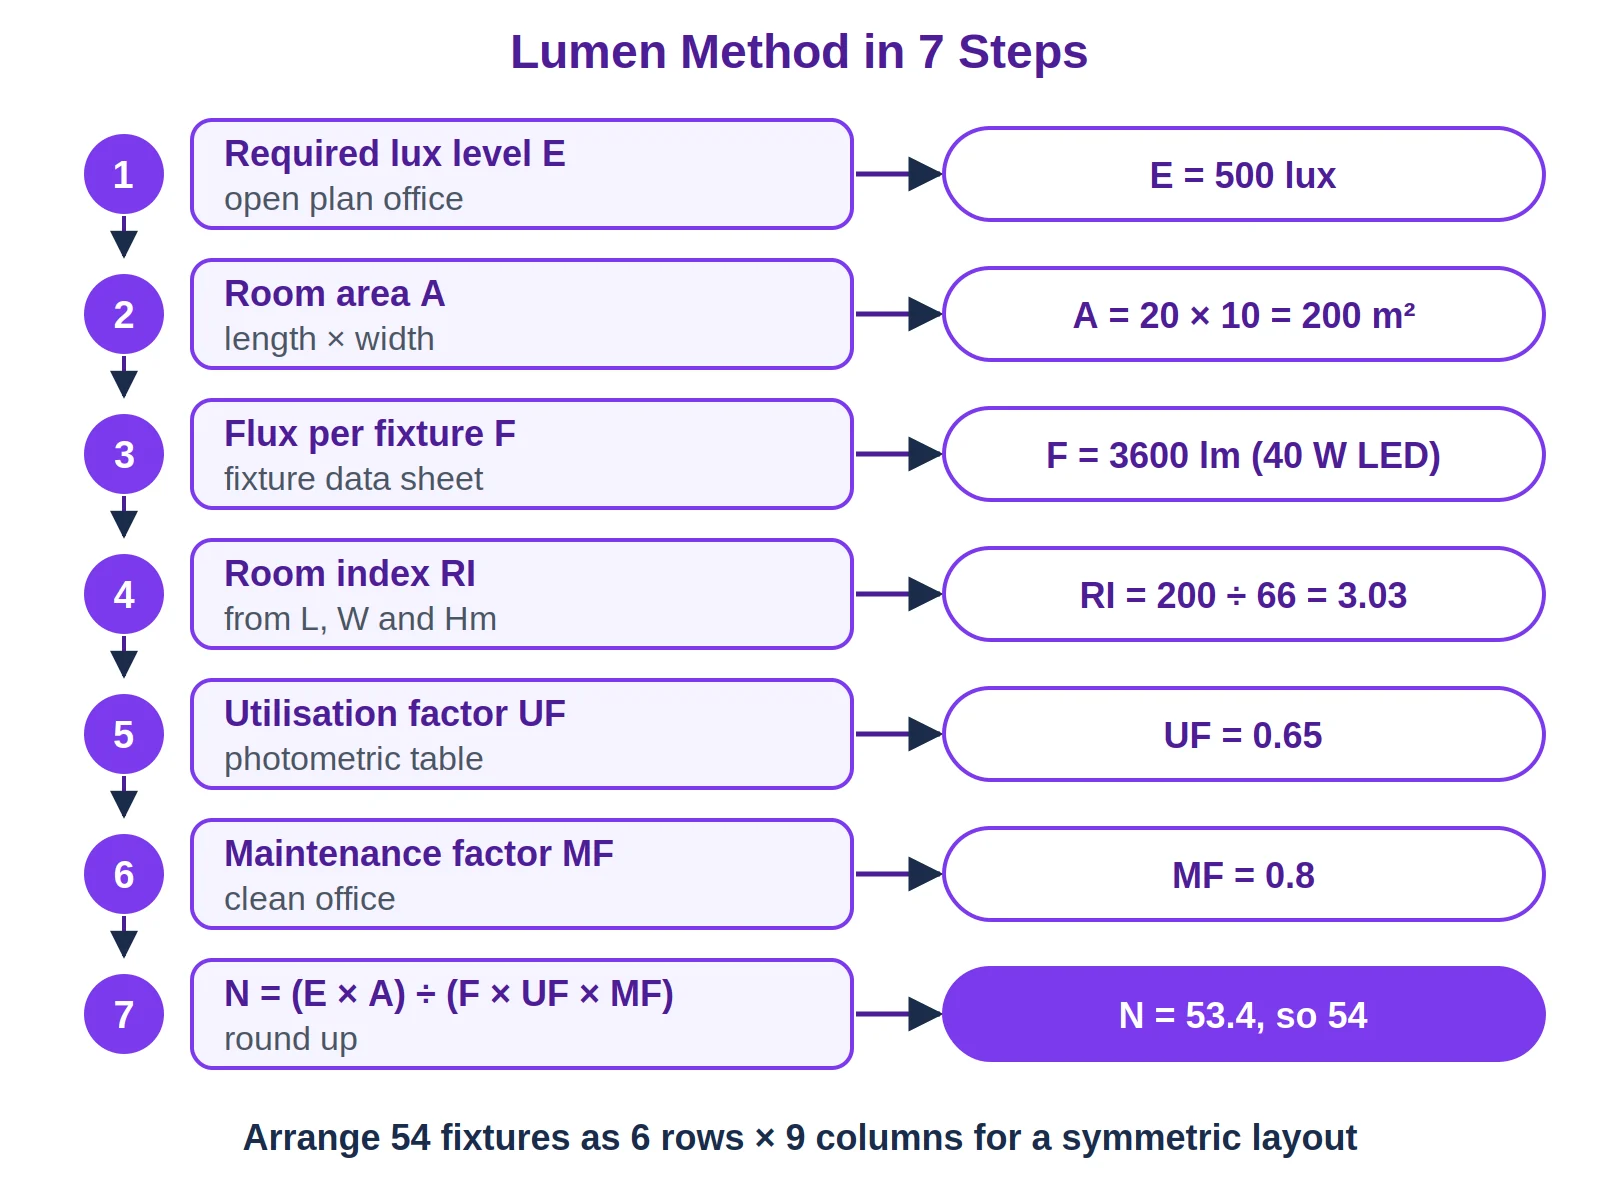 Lumen Method in 7 Steps
1
Required lux level E
open plan office
E = 500 lux
2
Room area A
length × width
A = 20 × 10 = 200 m²
3
Flux per fixture F
fixture data sheet
F = 3600 lm (40 W LED)
4
Room index RI
from L, W and Hm
RI = 200 ÷ 66 = 3.03
5
Utilisation factor UF
photometric table
UF = 0.65
6
Maintenance factor MF
clean office
MF = 0.8
7
N = (E × A) ÷ (F × UF × MF)
round up
N = 53.4, so 54
Arrange 54 fixtures as 6 rows × 9 columns for a symmetric layout